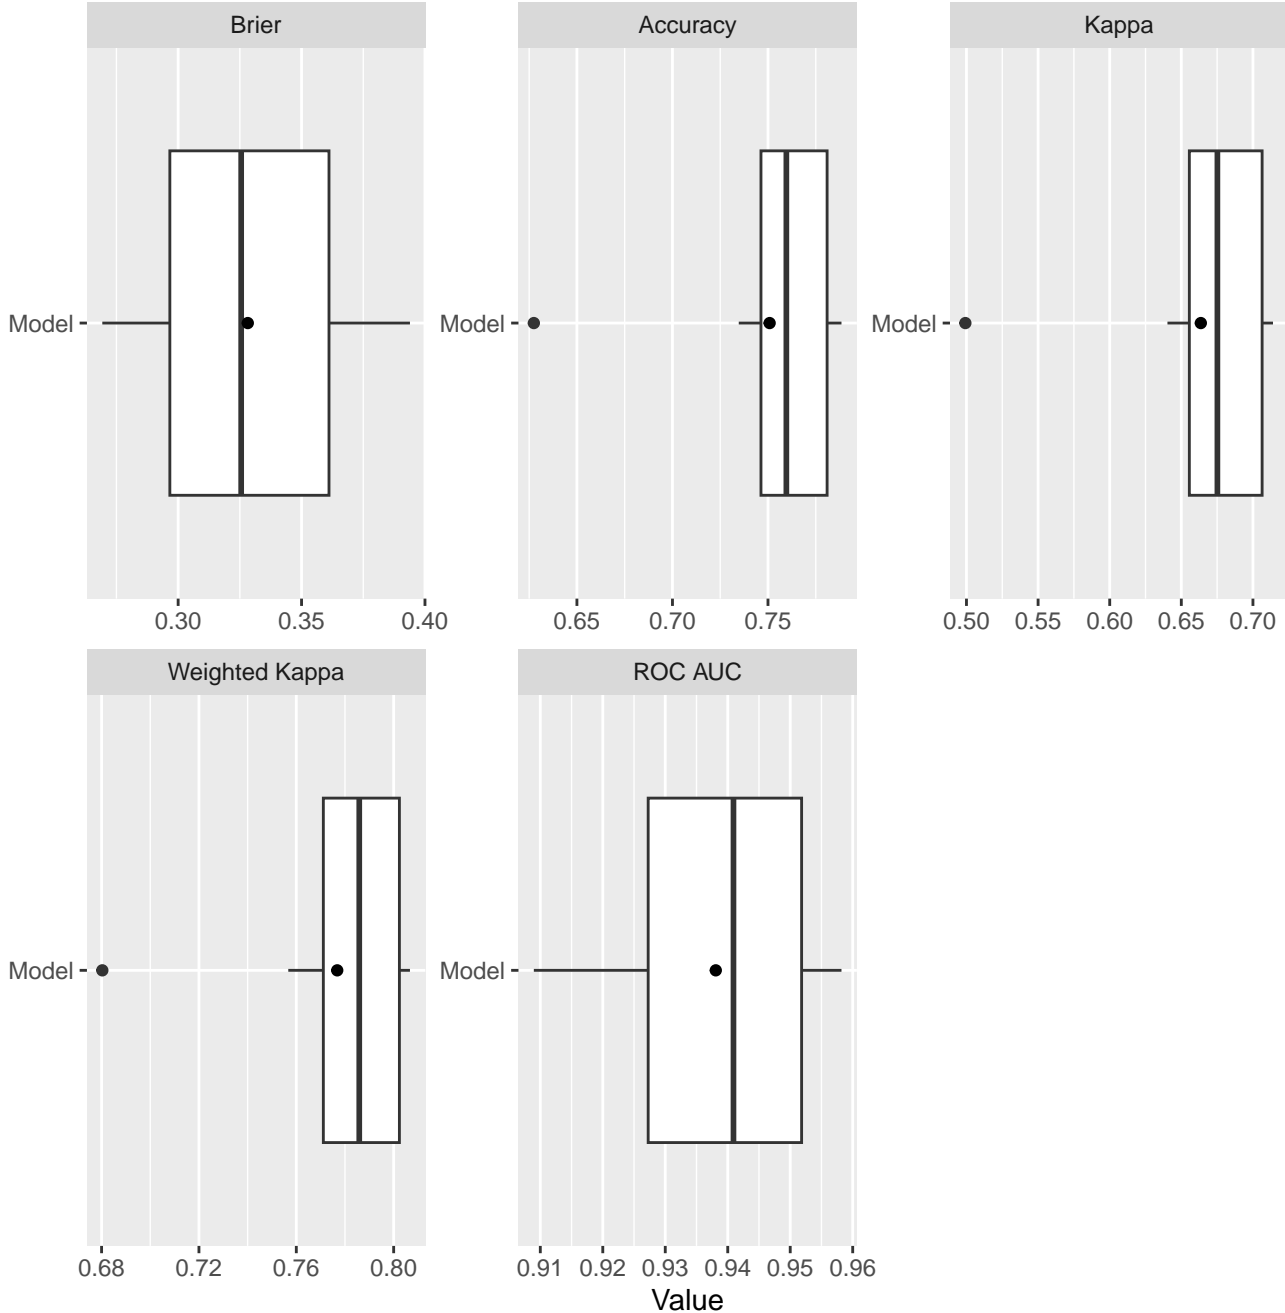 Brier
Accuracy
Kappa
Model
Model
Model
0.30 0.35 0.40
0.65 0.70 0.75
0.50 0.55 0.60 0.65 0.70
Weighted Kappa
ROC AUC
Model
Model
0.68 0.72 0.76 0.80
0.91 0.92 0.93 0.94 0.95 0.96
Value